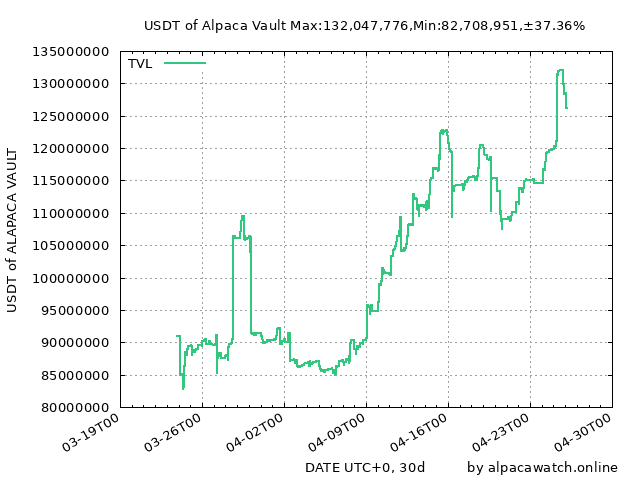 USDT of Alpaca Vault Max:132,047,776,Min:82,708,951,±37.36%
135000000
TVL
130000000
125000000
120000000
115000000
110000000
105000000
100000000
95000000
90000000
85000000
80000000
USDT of ALAPACA VAULT
03-19T00
03-26T00
04-02T00
04-09T00
04-16T00
04-23T00
04-30T00
DATE UTC+0, 30d
by alpacawatch.online